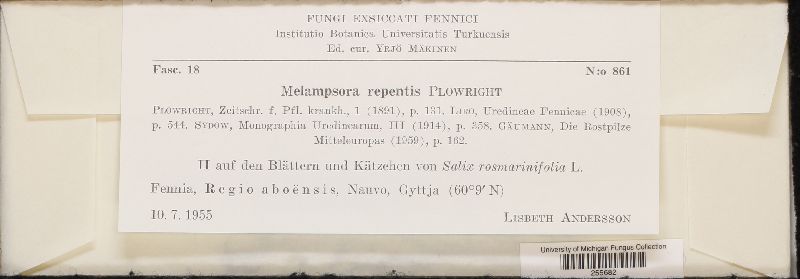 FUNGI EXSICCATI FENNICI
Institutio Botanica Universitatis Turkuensis
Ed. cur. YRJÖ MÄKINEN
Fasc. 18 N:o 861
Melampsora repentis PLOWRIGHT
PLOWRIGHT, Zeitschr. f. Pfl. krankh., 1 (1891), p. 131. LIRO, Uredineae Fennicae (1908),
p. 544. SYDOW, Monographia Uredinearum, III (1914), p. 358. GÄUMANN, Die Rostpilze
Mitteleuropas (1959), p. 162.
II auf den Blättern und Kätzchen von Salix rosmarinifolia L.
Fennia, Regio aboënsis, Nauvo, Gyttja (60°9' N)
10. 7. 1955 LISBETH ANDERSSON
University of Michigan Fungus Collection
255682